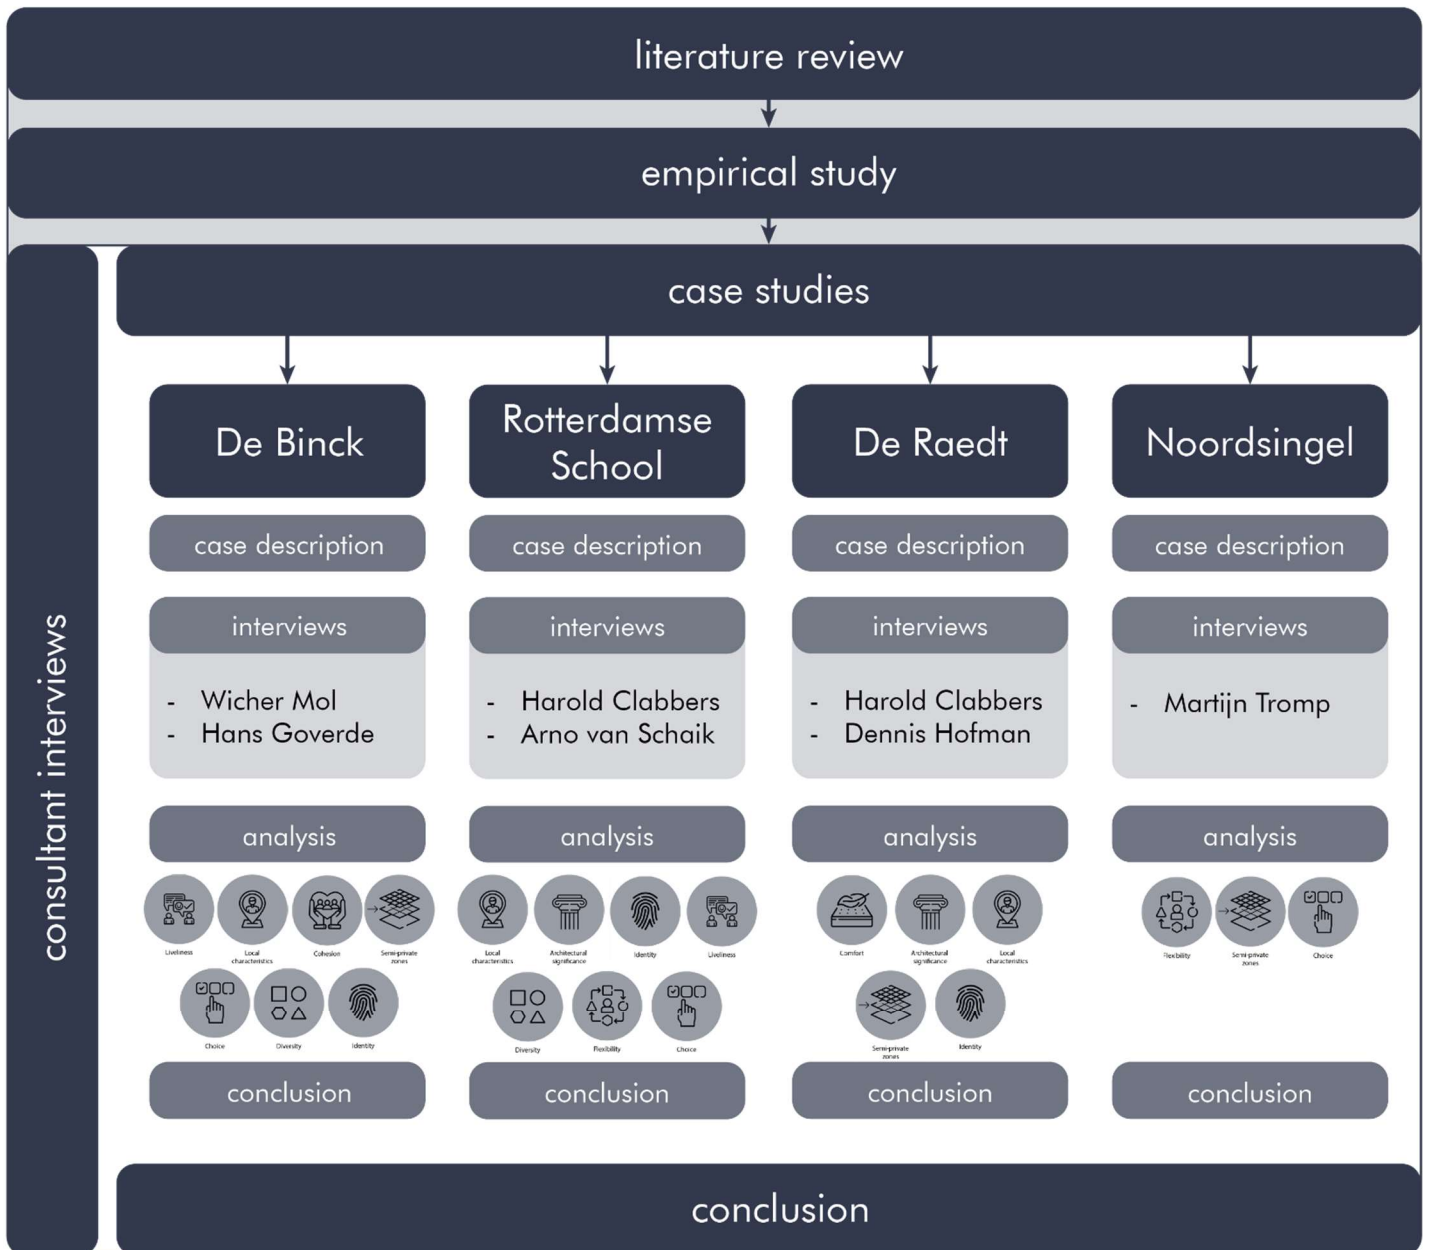 literature review
empirical study
case studies
consultant interviews
De Binck
case description
interviews
- Wicher Mol
- Hans Goverde
analysis
Liveliness
Local
characteristics
Cohesion
Semi-private
zones
Choice
Diversity
Identity
conclusion
Rotterdamse
School
case description
interviews
- Harold Clabbers
- Arno van Schaik
analysis
Local
characteristics
Architectural
significance
Identity
Liveliness
Diversity
Flexibility
Choice
conclusion
De Raedt
case description
interviews
- Harold Clabbers
- Dennis Hofman
analysis
Comfort
Architectural
significance
Local
characteristics
Semi-private
zones
Identity
conclusion
Noordsingel
case description
interviews
- Martijn Tromp
analysis
Flexibility
Semi-private
zones
Choice
conclusion
conclusion